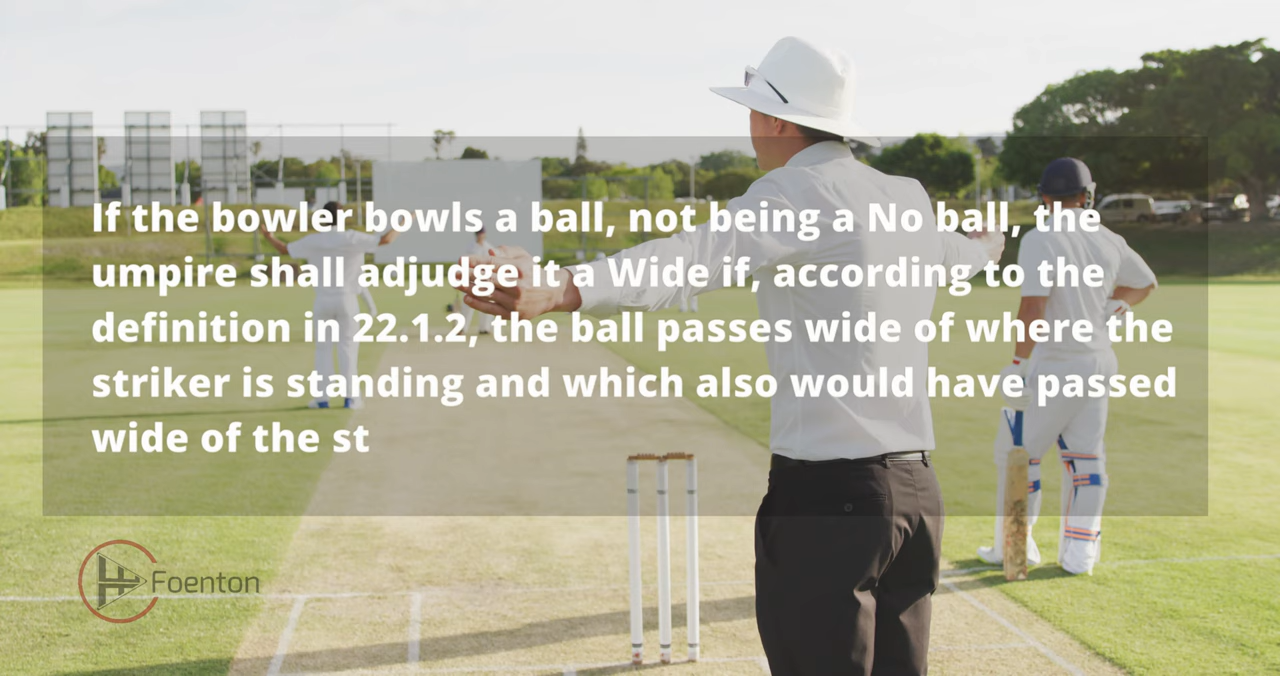 If the bowler bowls a ball, not being a No ball, the
umpire shall adjudge it a Wide if, according to the
definition in 22.1.2, the ball passes wide of where the
striker is standing and which also would have passed
wide of the st
Foenton